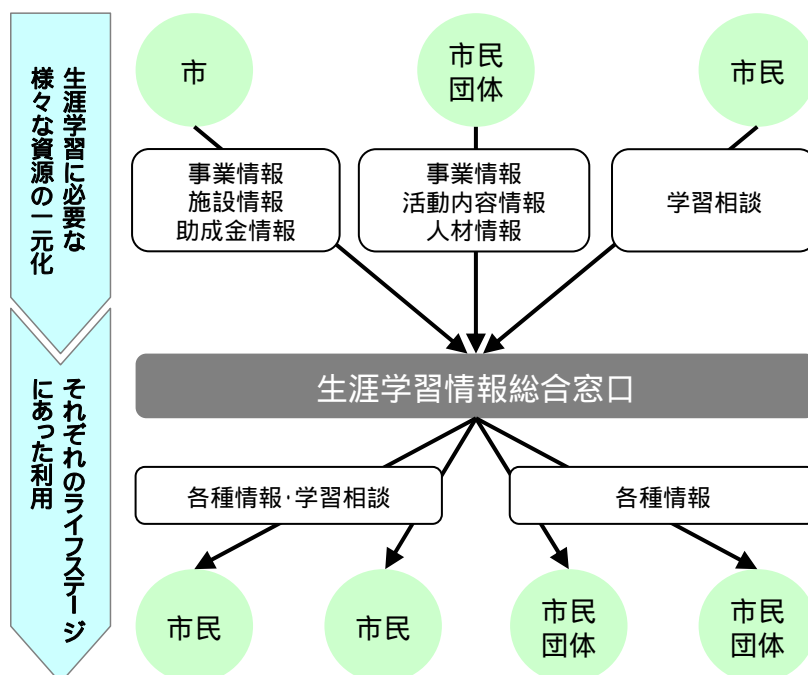 生涯学習に必要な
様々な資源の一元化
市
市民
団体
市民
事業情報
施設情報
助成金情報
事業情報
活動内容情報
人材情報
学習相談
生涯学習情報総合窓口
それぞれのライフステージ
にあった利用
各種情報・学習相談
各種情報
市民
市民
市民
団体
市民
団体